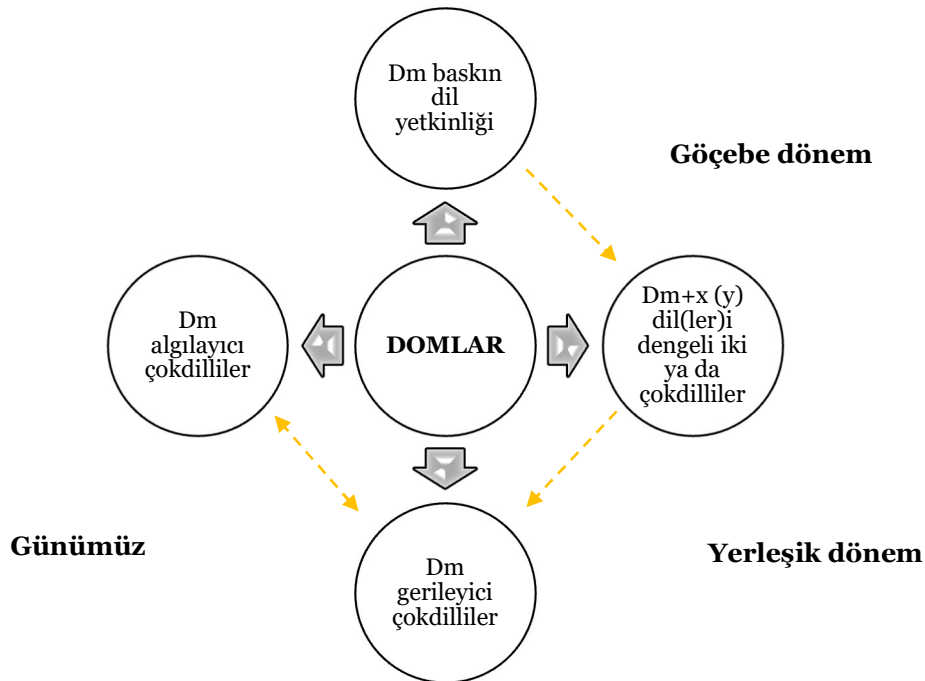 Dm baskın
dil
yetkinliği
Göçebe dönem
Dm
algılayıcı
çokdilliler
DOMLAR
Dm+x (y)
dil(ler)i
dengeli iki
ya da
çokdilliler
Günümüz
Yerleşik dönem
Dm
gerileyici
çokdilliler